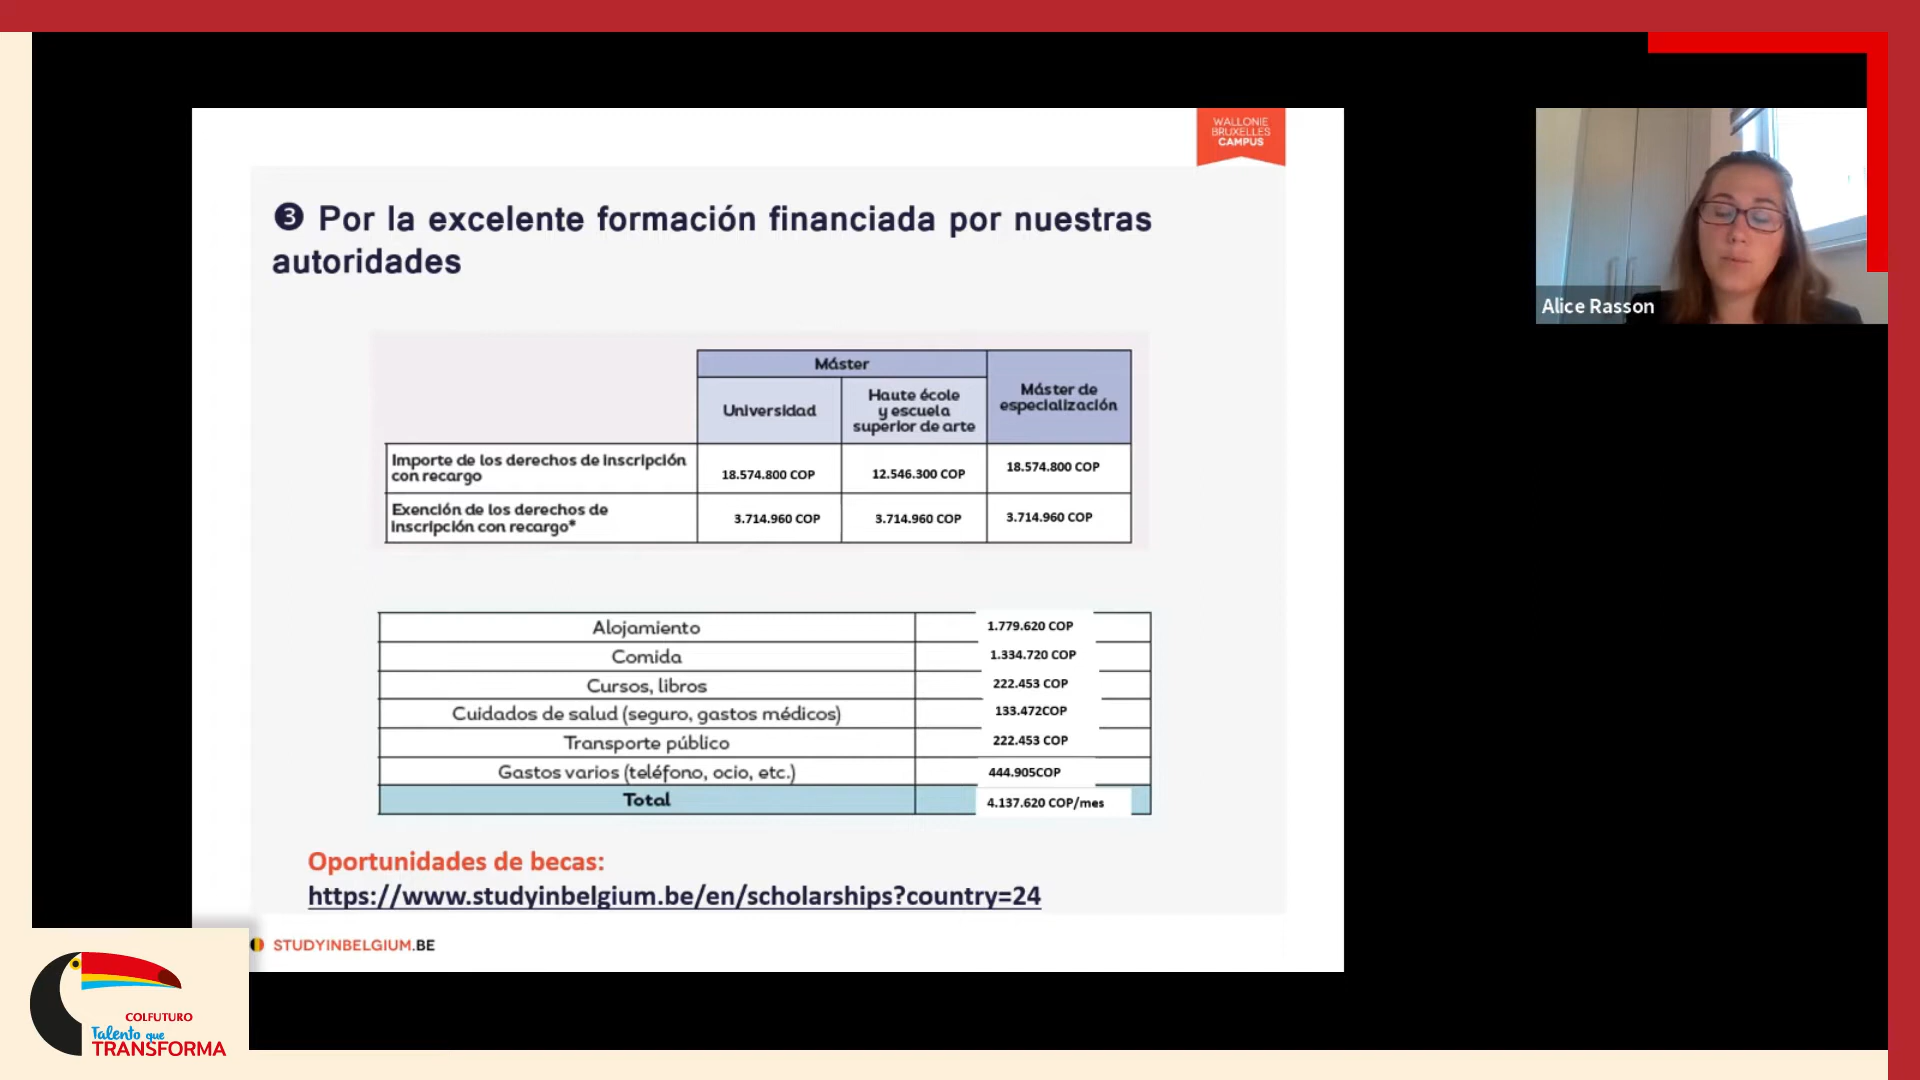 WALLONIE
BRUXELLES
CAMPUS
❸ Por la excelente formación financiada por nuestras
autoridades
Máster
Máster de
especialización
Universidad
Haute école
y escuela
superior de arte
Importe de los derechos de inscripción
con recargo
18.574.800 COP
12.546.300 COP
18.574.800 COP
Exención de los derechos de
inscripción con recargo*
3.714.960 COP
3.714.960 COP
3.714.960 COP
Alojamiento 1.779.620 COP
Comida 1.334.720 COP
Cursos, libros 222.453 COP
Cuidados de salud (seguro, gastos médicos) 133.472COP
Transporte público 222.453 COP
Gastos varios (teléfono, ocio, etc.) 444.905COP
Total 4.137.620 COP/mes
Oportunidades de becas:
https://www.studyinbelgium.be/en/scholarships?country=24
STUDYINBELGIUM.BE
Alice Rasson
COLFUTURO
Talento que
TRANSFORMA